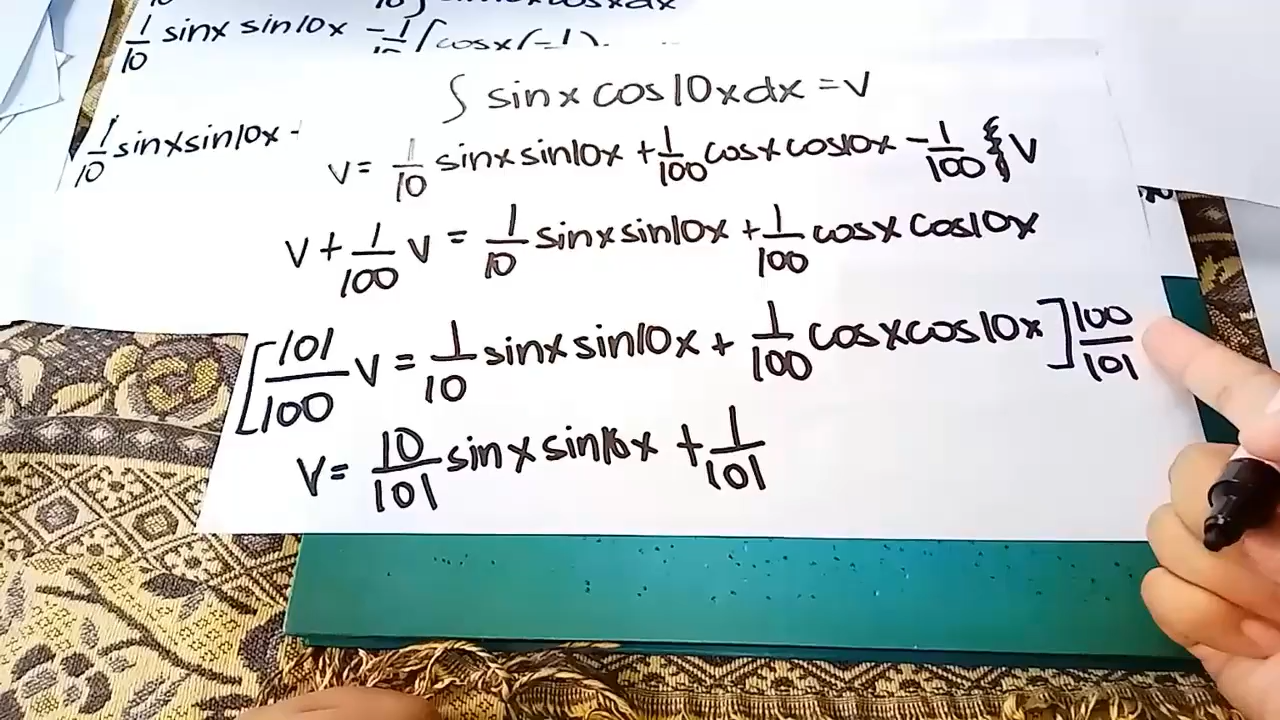 1/10 sinx sin10x - 1/10 ∫cosx(-1)
∫ sinx cos10x dx = V
1/10 sinx sin10x -
V = 1/10 sinx sin10x + 1/100 cosx cos10x - 1/100 V
V + 1/100 V = 1/10 sinx sin10x + 1/100 cosx cos10x
[101/100 V = 1/10 sinx sin10x + 1/100 cosx cos10x] 100/101
V = 10/101 sinx sin10x + 1/101